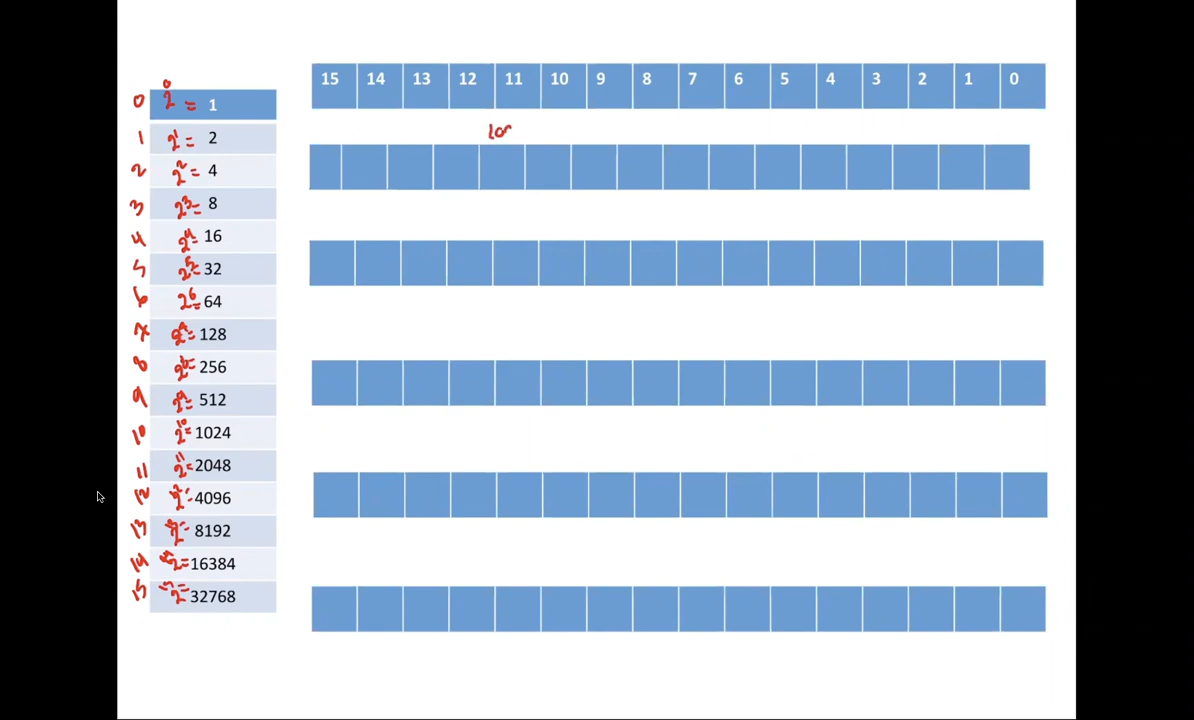 15 14 13 12 11 10 9 8 7 6 5 4 3 2 1 0
0 2⁰ = 1
1 2¹ = 2
2 2² = 4
3 2³ = 8
4 2⁴ = 16
5 2⁵ = 32
6 2⁶ = 64
7 2⁷ = 128
8 2⁸ = 256
9 2⁹ = 512
10 2¹⁰ = 1024
11 2¹¹ = 2048
12 2¹² = 4096
13 2¹³ = 8192
14 2¹⁴ = 16384
15 2¹⁵ = 32768